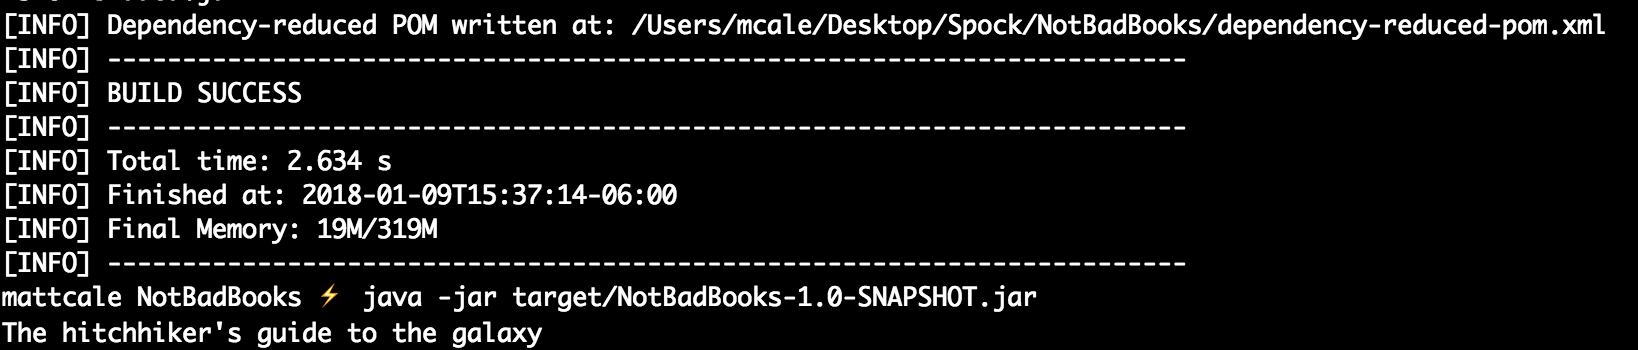 [INFO] Dependency-reduced POM written at: /Users/mcale/Desktop/Spock/NotBadBooks/dependency-reduced-pom.xml
[INFO] ------------------------------------------------------------------------
[INFO] BUILD SUCCESS
[INFO] ------------------------------------------------------------------------
[INFO] Total time: 2.634 s
[INFO] Finished at: 2018-01-09T15:37:14-06:00
[INFO] Final Memory: 19M/319M
[INFO] ------------------------------------------------------------------------
mattcale NotBadBooks ⚡ java -jar target/NotBadBooks-1.0-SNAPSHOT.jar
The hitchhiker's guide to the galaxy